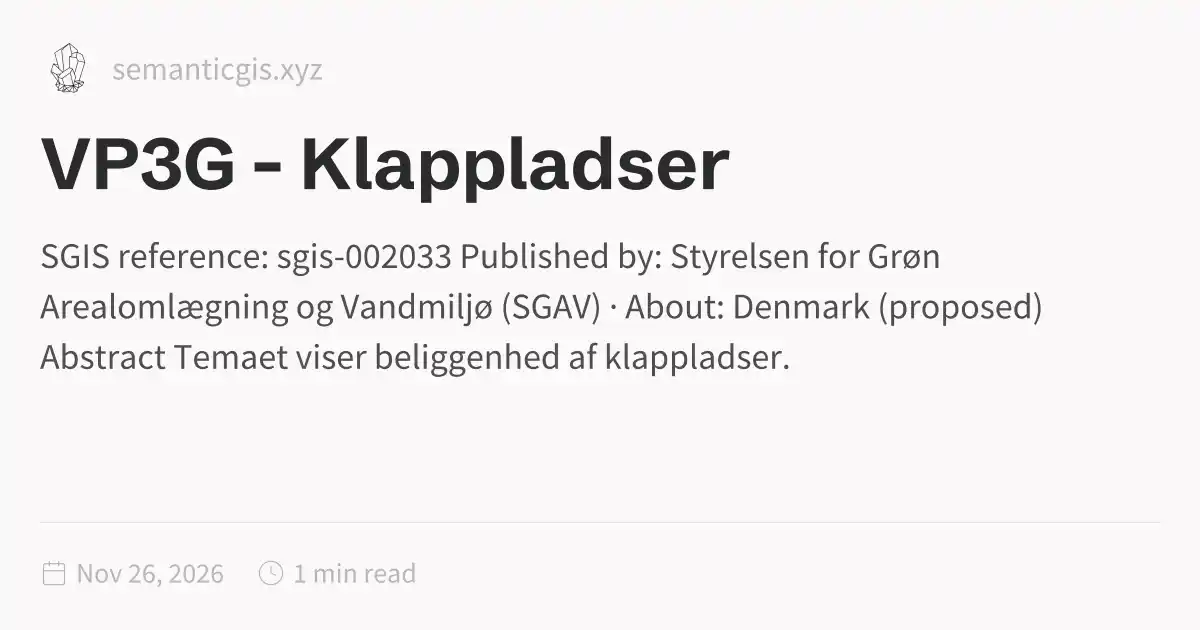 semanticgis.xyz
VP3G - Klappladser
SGIS reference: sgis-002033 Published by: Styrelsen for Grøn
Arealomlægning og Vandmiljø (SGAV) · About: Denmark (proposed)
Abstract Temaet viser beliggenhed af klappladser.
Nov 26, 2026 1 min read